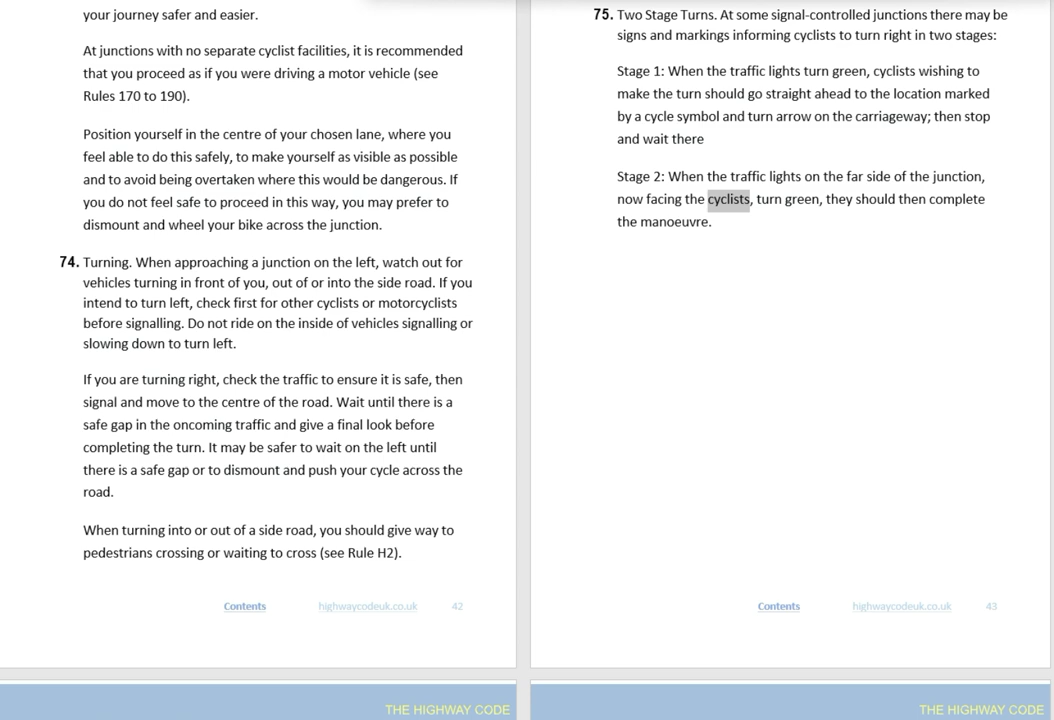 your journey safer and easier.
At junctions with no separate cyclist facilities, it is recommended
that you proceed as if you were driving a motor vehicle (see
Rules 170 to 190).
Position yourself in the centre of your chosen lane, where you
feel able to do this safely, to make yourself as visible as possible
and to avoid being overtaken where this would be dangerous. If
you do not feel safe to proceed in this way, you may prefer to
dismount and wheel your bike across the junction.
74. Turning. When approaching a junction on the left, watch out for
vehicles turning in front of you, out of or into the side road. If you
intend to turn left, check first for other cyclists or motorcyclists
before signalling. Do not ride on the inside of vehicles signalling or
slowing down to turn left.
If you are turning right, check the traffic to ensure it is safe, then
signal and move to the centre of the road. Wait until there is a
safe gap in the oncoming traffic and give a final look before
completing the turn. It may be safer to wait on the left until
there is a safe gap or to dismount and push your cycle across the
road.
When turning into or out of a side road, you should give way to
pedestrians crossing or waiting to cross (see Rule H2).
Contents highwaycodeuk.co.uk 42
75. Two Stage Turns. At some signal-controlled junctions there may be
signs and markings informing cyclists to turn right in two stages:
Stage 1: When the traffic lights turn green, cyclists wishing to
make the turn should go straight ahead to the location marked
by a cycle symbol and turn arrow on the carriageway; then stop
and wait there
Stage 2: When the traffic lights on the far side of the junction,
now facing the cyclists, turn green, they should then complete
the manoeuvre.
Contents highwaycodeuk.co.uk 43
THE HIGHWAY CODE
THE HIGHWAY CODE